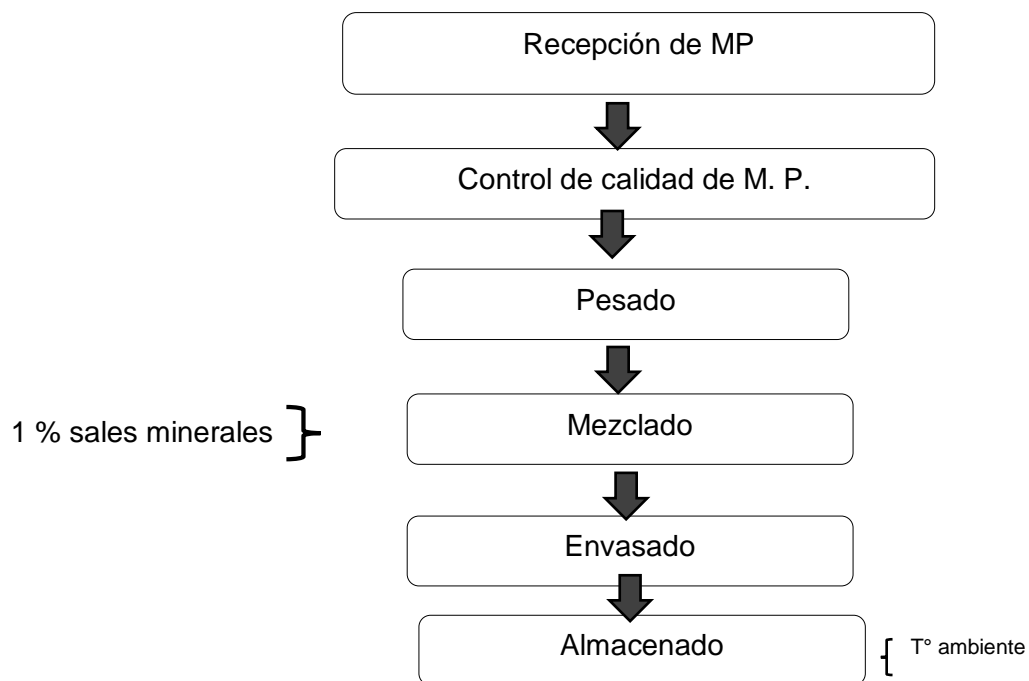 Recepción de MP
Control de calidad de M. P.
Pesado
1 % sales minerales
Mezclado
Envasado
Almacenado
T° ambiente